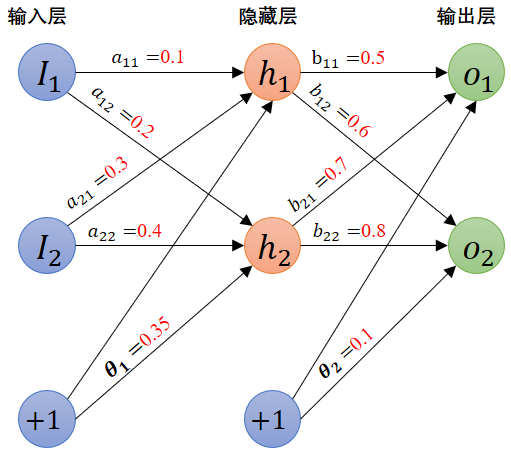 输入层 隐藏层 输出层
I₁ a₁₁=0.1 h₁ b₁₁=0.5 o₁
a₁₂=0.2 b₁₂=0.6
a₂₁=0.3 b₂₁=0.7
I₂ a₂₂=0.4 h₂ b₂₂=0.8 o₂
θ₁=0.35 θ₂=0.1
+1 +1